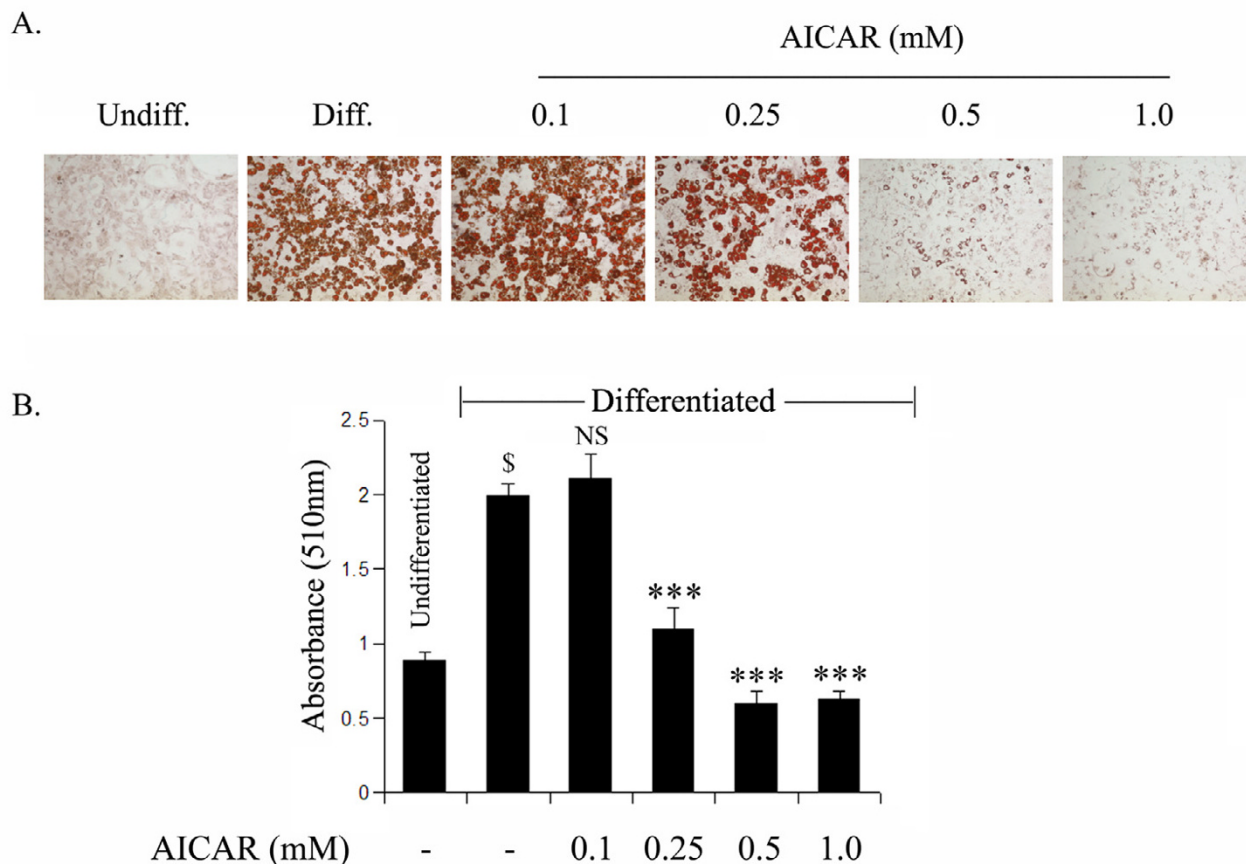 A.
AICAR (mM)
Undiff. Diff. 0.1 0.25 0.5 1.0
B.
Differentiated
2.5
2
1.5
1
0.5
0
Absorbance (510nm)
Undifferentiated
$
NS
***
***
***
AICAR (mM) - - 0.1 0.25 0.5 1.0